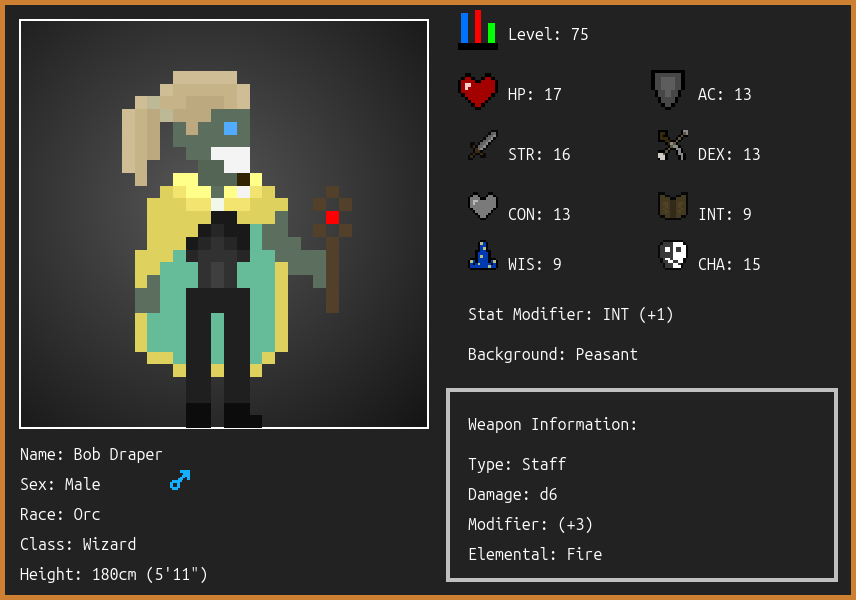 Level: 75
HP: 17
AC: 13
STR: 16
DEX: 13
CON: 13
INT: 9
WIS: 9
CHA: 15
Stat Modifier: INT (+1)
Background: Peasant
Weapon Information:
Type: Staff
Damage: d6
Modifier: (+3)
Elemental: Fire
Name: Bob Draper
Sex: Male
Race: Orc
Class: Wizard
Height: 180cm (5'11")